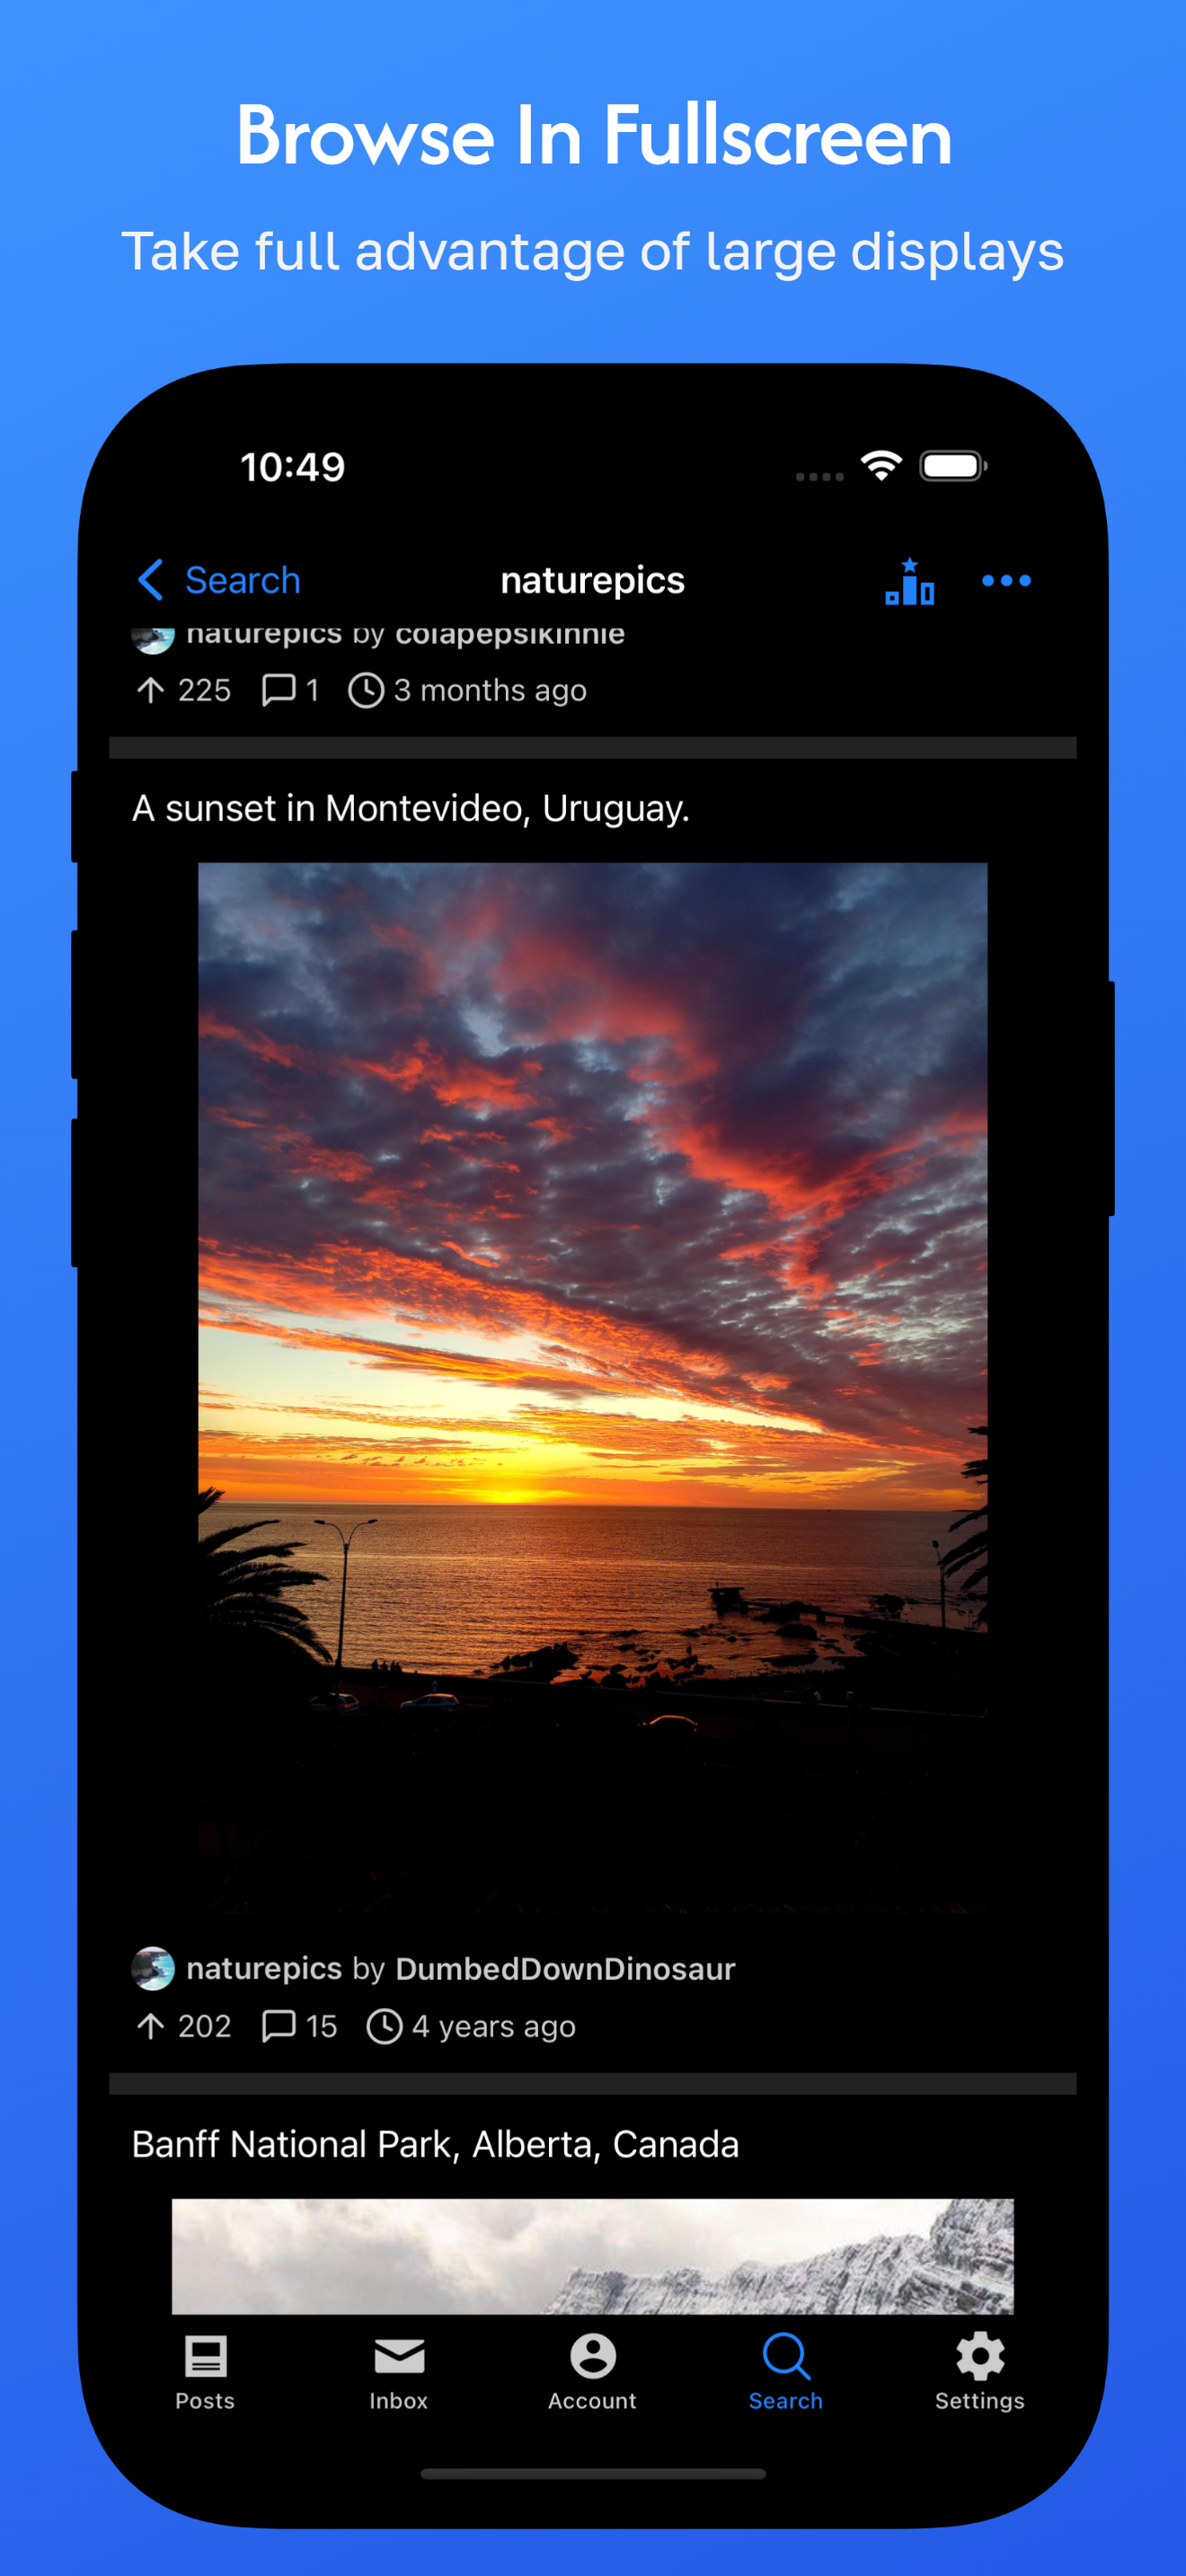 Browse In Fullscreen
Take full advantage of large displays
10:49
Search naturepics
naturepics by colapepsikinnie
225 1 3 months ago
A sunset in Montevideo, Uruguay.
naturepics by DumbedDownDinosaur
202 15 4 years ago
Banff National Park, Alberta, Canada
Posts Inbox Account Search Settings